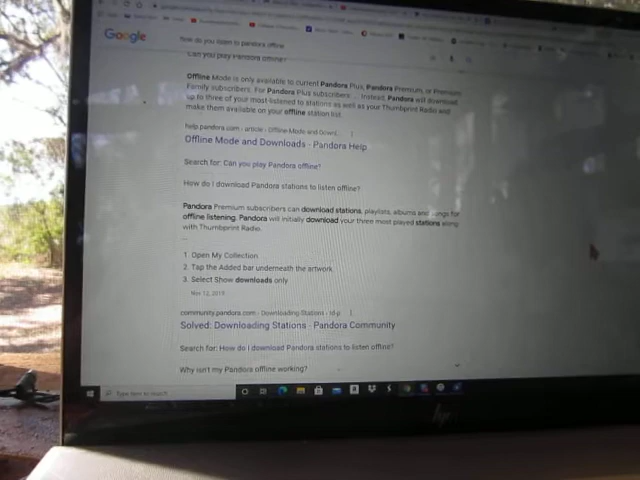 Google
how do you listen to pandora offline
Can you play Pandora offline?
Offline Mode is only available to current Pandora Plus, Pandora Premium, or Premium
Family subscribers. For Pandora Plus subscribers: ... Instead, Pandora will download
up to three of your most-listened to stations as well as your Thumbprint Radio and
make them available on your offline station list.
help.pandora.com › article › Offline-Mode-and-Downl...
Offline Mode and Downloads - Pandora Help
Search for: Can you play Pandora offline?
How do I download Pandora stations to listen offline?
Pandora Premium subscribers can download stations, playlists, albums and songs for
offline listening. Pandora will initially download your three most played stations along
with Thumbprint Radio.
...
1. Open My Collection
2. Tap the Added bar underneath the artwork
3. Select Show downloads only
Mar 12, 2019
community.pandora.com › Downloading-Stations › td-p
Solved: Downloading Stations - Pandora Community
Search for: How do I download Pandora stations to listen offline?
Why isn't my Pandora offline working?
Type here to search
hp